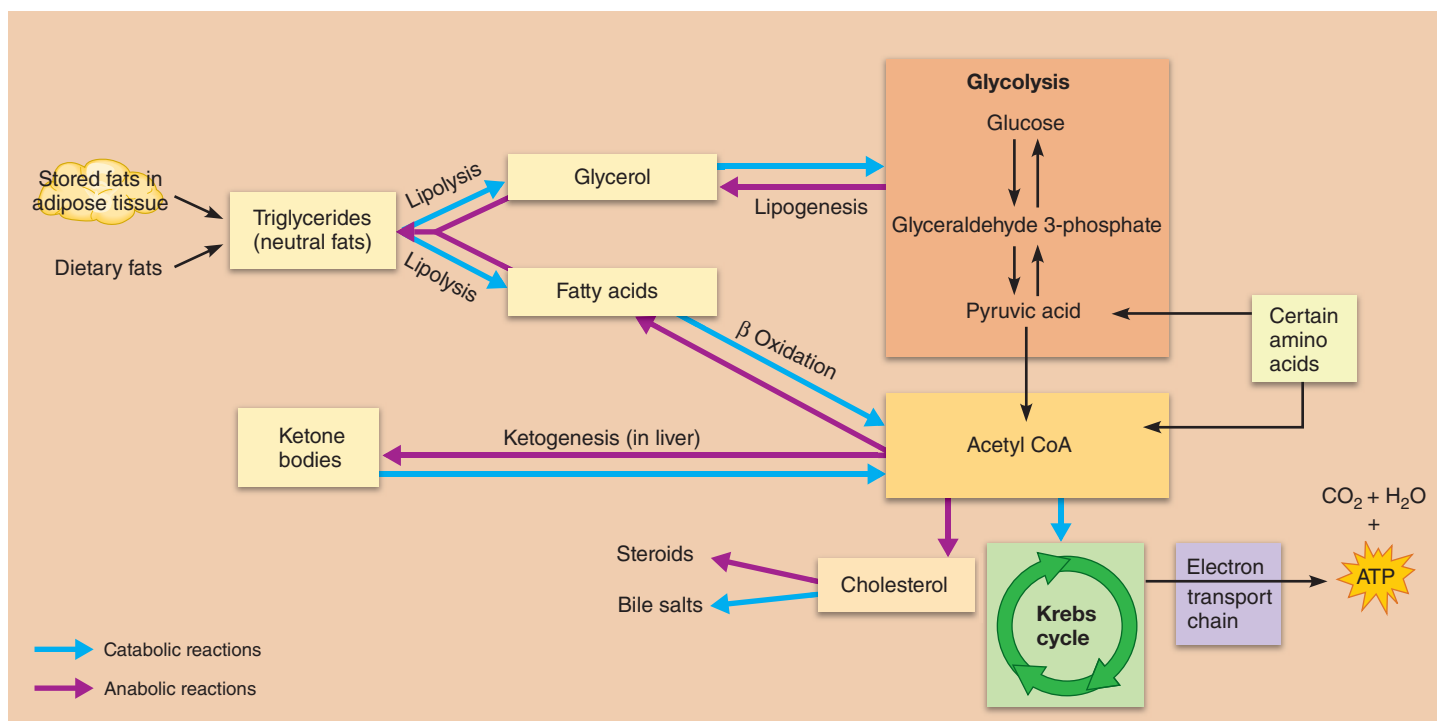 Glycolysis
Glucose
Stored fats in
adipose tissue
Lipolysis
Glycerol
Triglycerides
(neutral fats)
Lipogenesis
Glyceraldehyde 3-phosphate
Dietary fats
Lipolysis
Fatty acids
Pyruvic acid
Certain
amino
acids
β Oxidation
Ketone
bodies
Ketogenesis (in liver)
Acetyl CoA
CO2 + H2O
+
ATP
Steroids
Bile salts
Cholesterol
Krebs
cycle
Electron
transport
chain
Catabolic reactions
Anabolic reactions